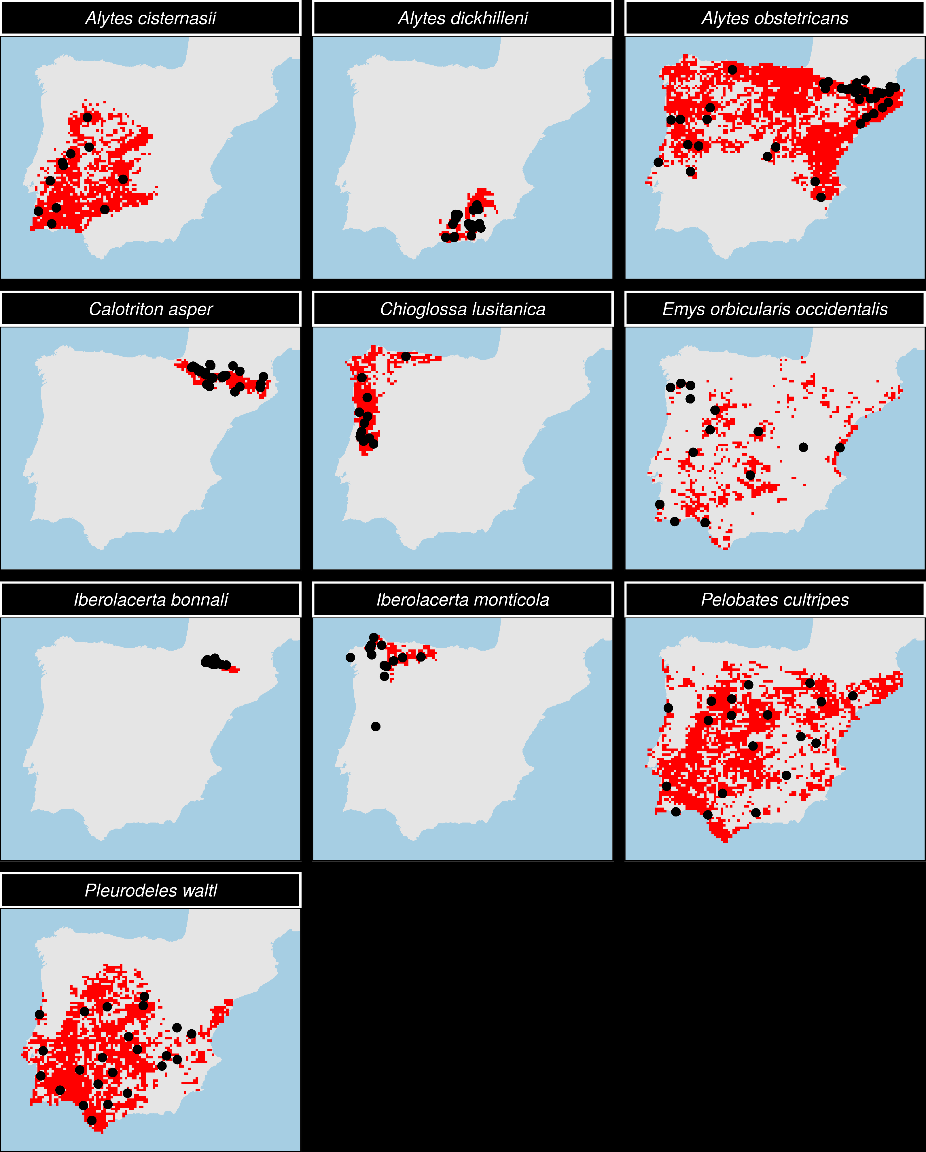 Alytes cisternasii
Alytes dickhilleni
Alytes obstetricans
Calotriton asper
Chioglossa lusitanica
Emys orbicularis occidentalis
Iberolacerta bonnali
Iberolacerta monticola
Pelobates cultripes
Pleurodeles waltl